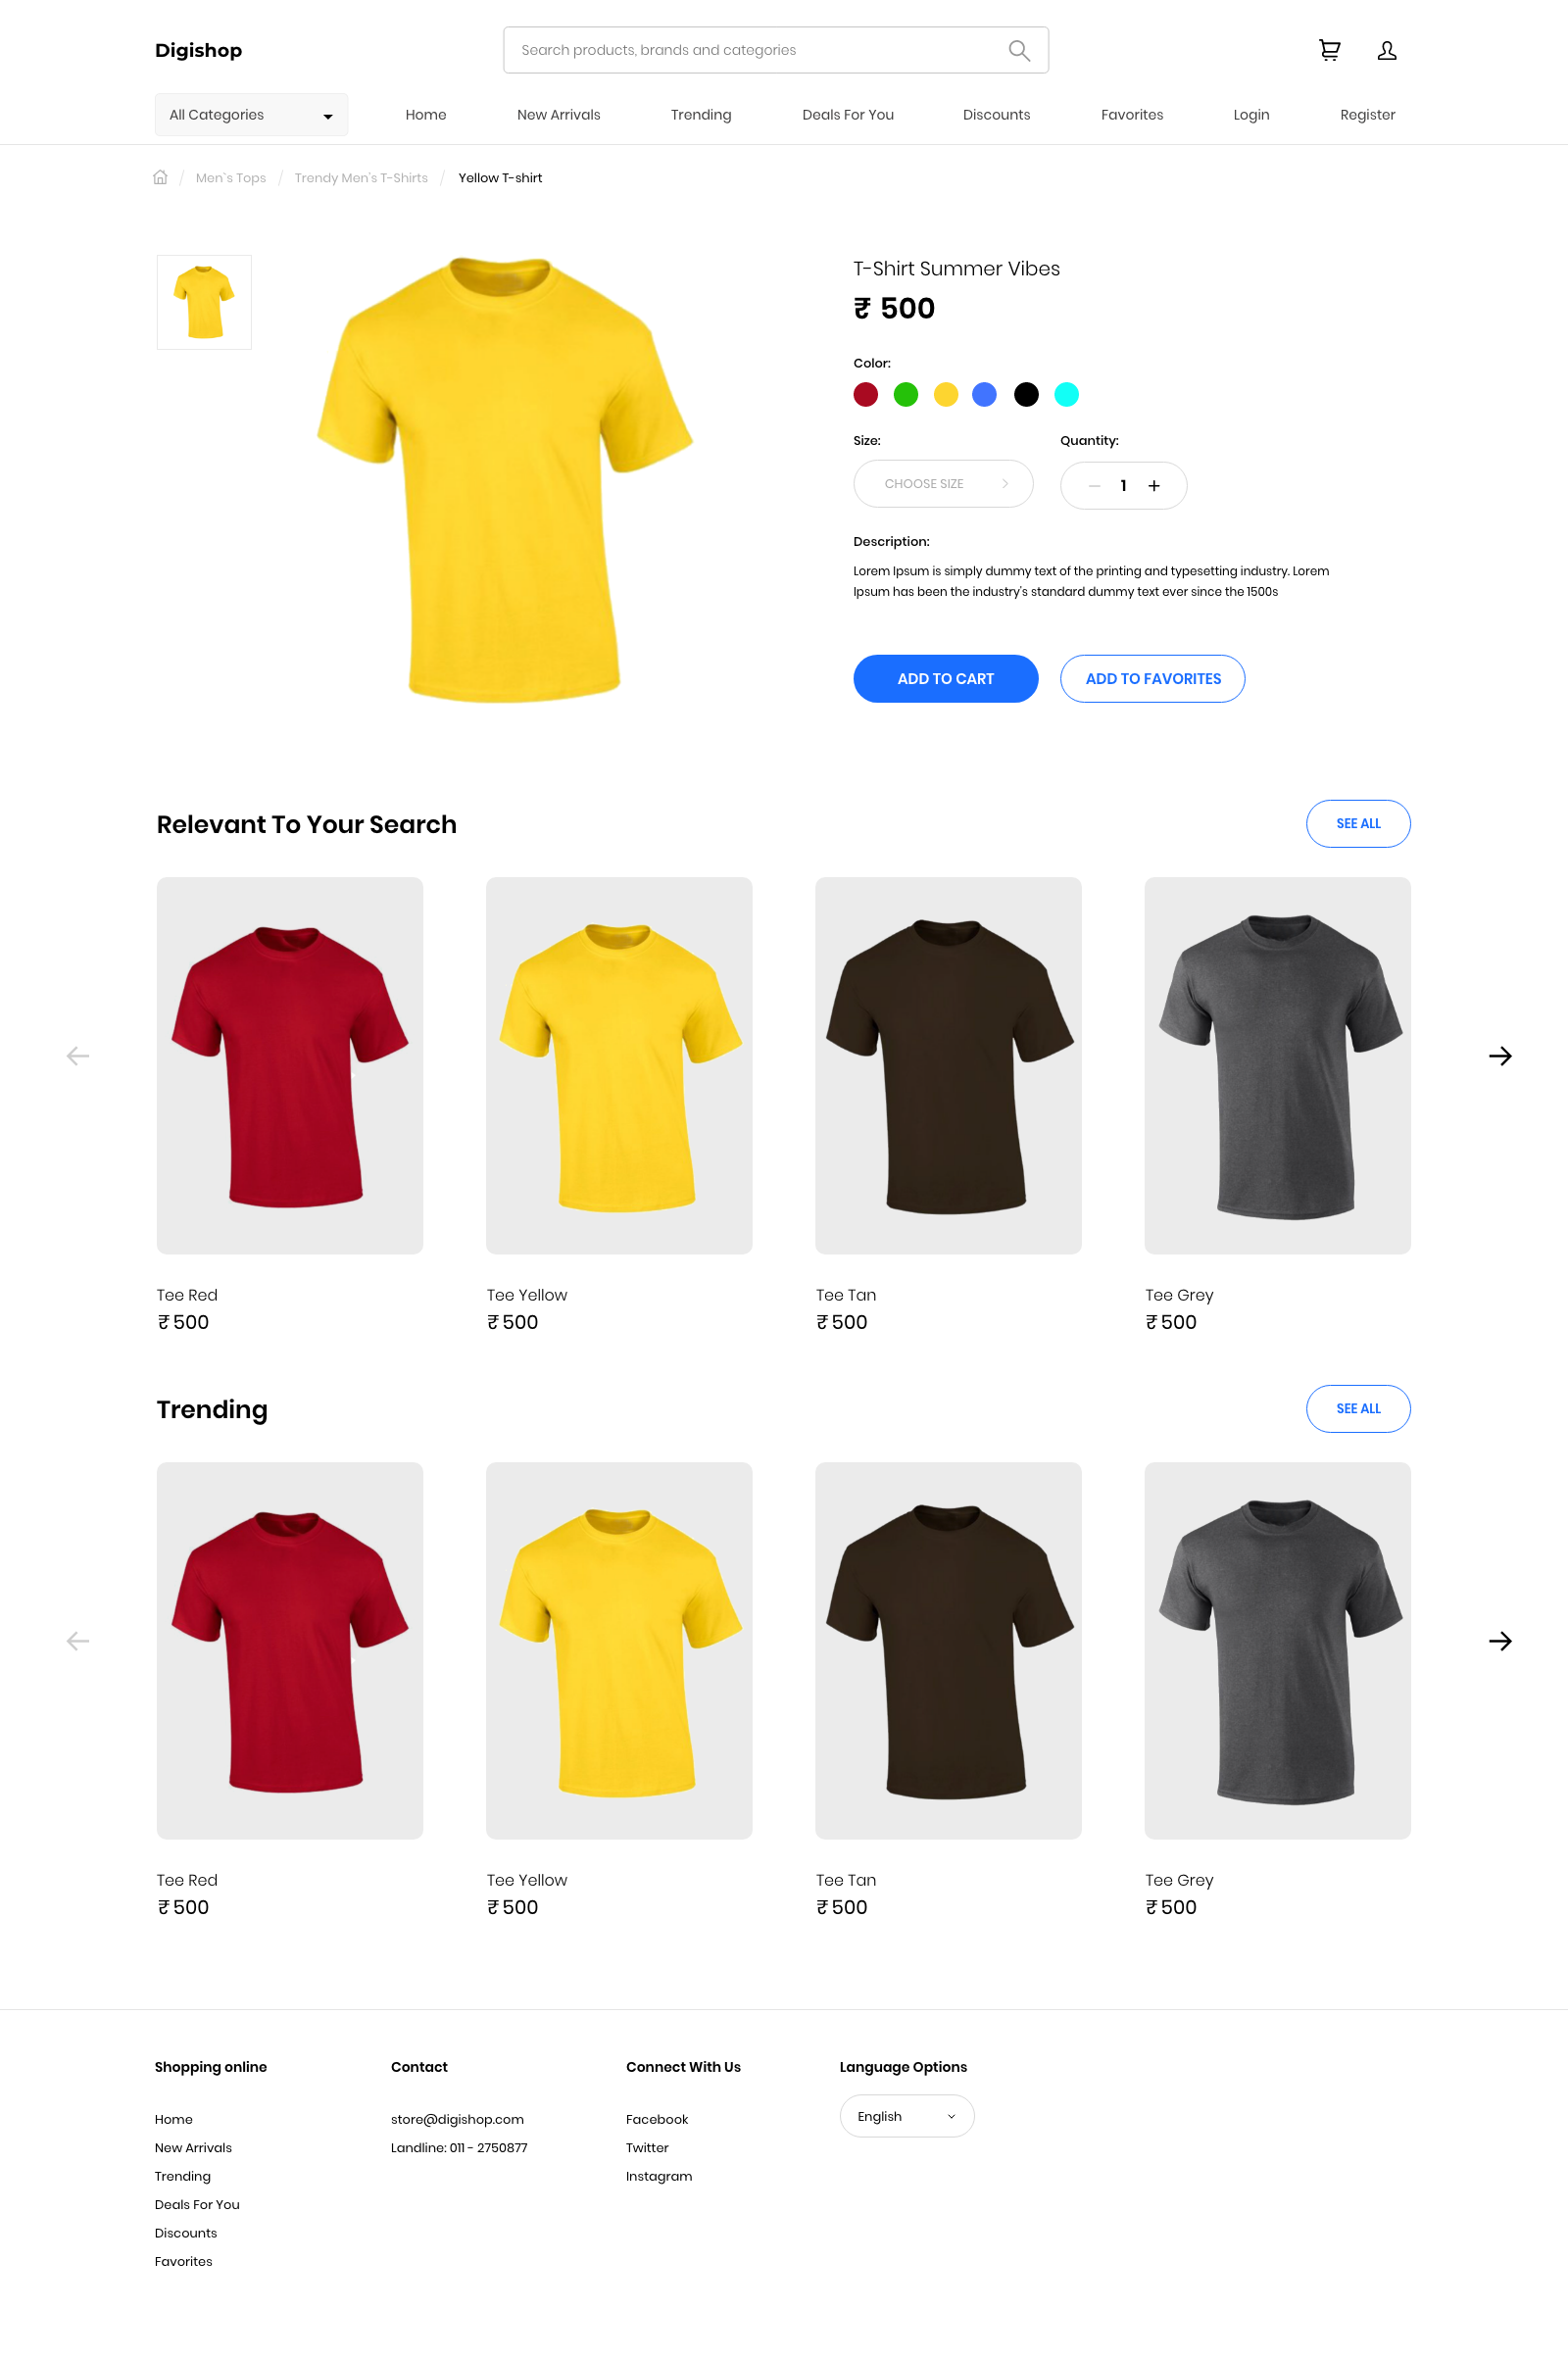 Digishop
Search products, brands and categories
All Categories
Home
New Arrivals
Trending
Deals For You
Discounts
Favorites
Login
Register
Men`s Tops / Trendy Men's T-Shirts / Yellow T-shirt
T-Shirt Summer Vibes
₹ 500
Color:
Size:
Quantity:
CHOOSE SIZE
1
Description:
Lorem Ipsum is simply dummy text of the printing and typesetting industry. Lorem
Ipsum has been the industry's standard dummy text ever since the 1500s
ADD TO CART
ADD TO FAVORITES
Relevant To Your Search
SEE ALL
Tee Red
₹ 500
Tee Yellow
₹ 500
Tee Tan
₹ 500
Tee Grey
₹ 500
Trending
SEE ALL
Tee Red
₹ 500
Tee Yellow
₹ 500
Tee Tan
₹ 500
Tee Grey
₹ 500
Shopping online
Home
New Arrivals
Trending
Deals For You
Discounts
Favorites
Contact
store@digishop.com
Landline: 011 - 2750877
Connect With Us
Facebook
Twitter
Instagram
Language Options
English